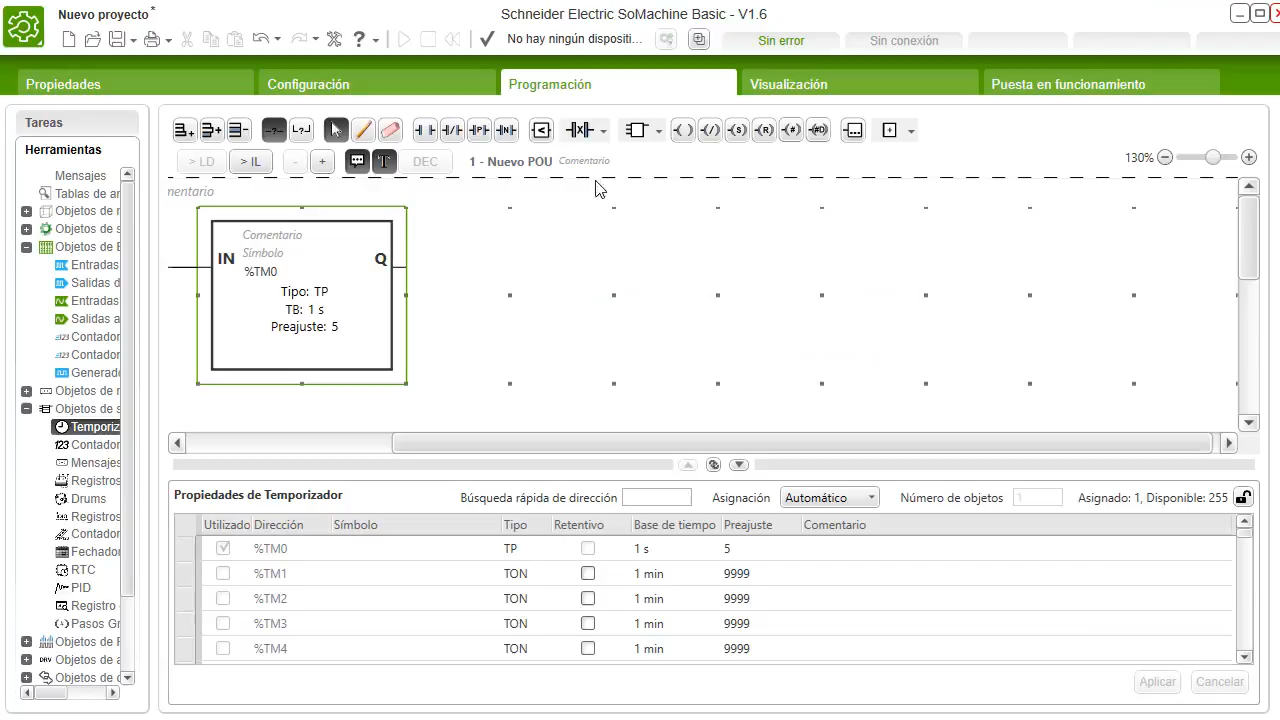 Nuevo proyecto *
Schneider Electric SoMachine Basic - V1.6
No hay ningún dispositi...
Sin error
Sin conexión
Propiedades
Configuración
Programación
Visualización
Puesta en funcionamiento
Tareas
Herramientas
Mensajes
Tablas de ar
Objetos de r
Objetos de s
Objetos de E
Entradas
Salidas d
Entradas
Salidas a
Contador
Contador
Generado
Objetos de r
Objetos de s
Temporiz
Contador
Mensajes
Registros
Drums
Registros
Contador
Fechador
RTC
PID
Registro
Pasos Gr
Objetos de F
Objetos de a
Objetos de c
> LD
> IL
-
+
T
DEC
1 - Nuevo POU Comentario
130%
mentario
Comentario
IN
Símbolo
Q
%TM0
Tipo: TP
TB: 1 s
Preajuste: 5
Propiedades de Temporizador
Búsqueda rápida de dirección
Asignación
Automático
Número de objetos
1
Asignado: 1, Disponible: 255
Utilizado Dirección Símbolo Tipo Retentivo Base de tiempo Preajuste Comentario
%TM0 TP 1 s 5
%TM1 TON 1 min 9999
%TM2 TON 1 min 9999
%TM3 TON 1 min 9999
%TM4 TON 1 min 9999
Aplicar
Cancelar